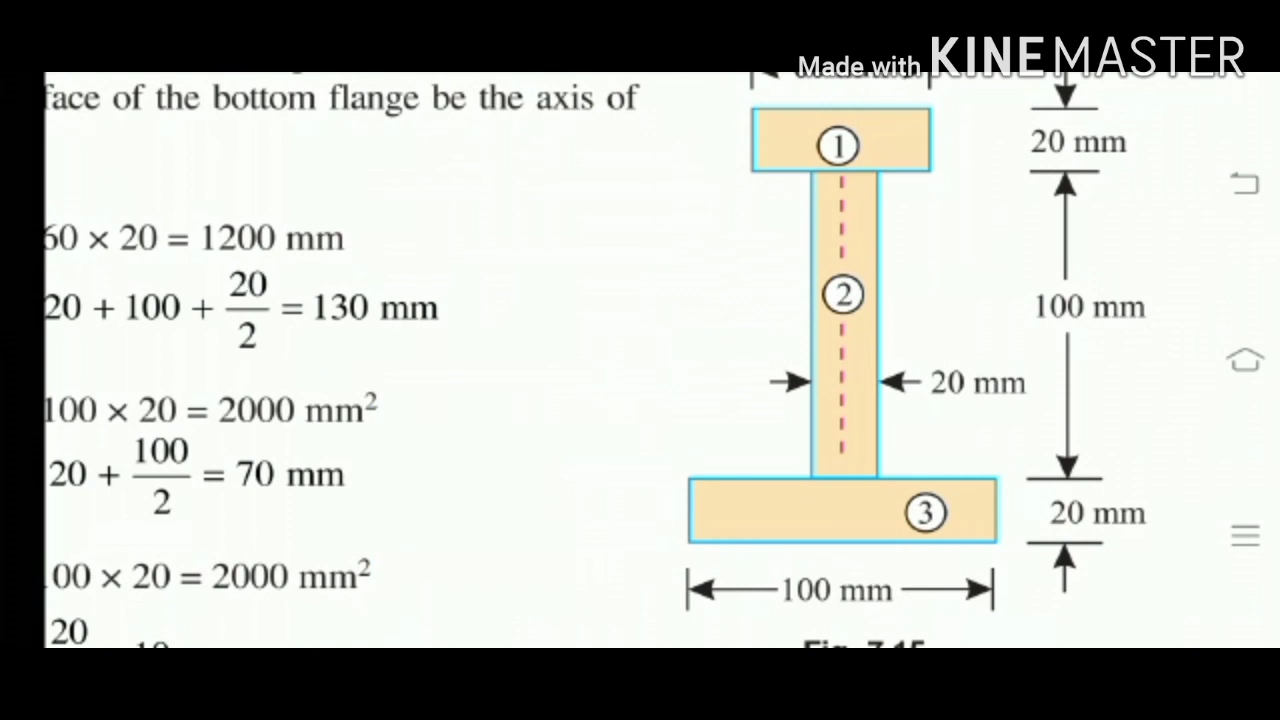 Made with KINEMASTER
face of the bottom flange be the axis of
60 × 20 = 1200 mm
20 + 100 + 20/2 = 130 mm
100 × 20 = 2000 mm²
20 + 100/2 = 70 mm
00 × 20 = 2000 mm²
20
1
2
3
20 mm
100 mm
20 mm
20 mm
100 mm